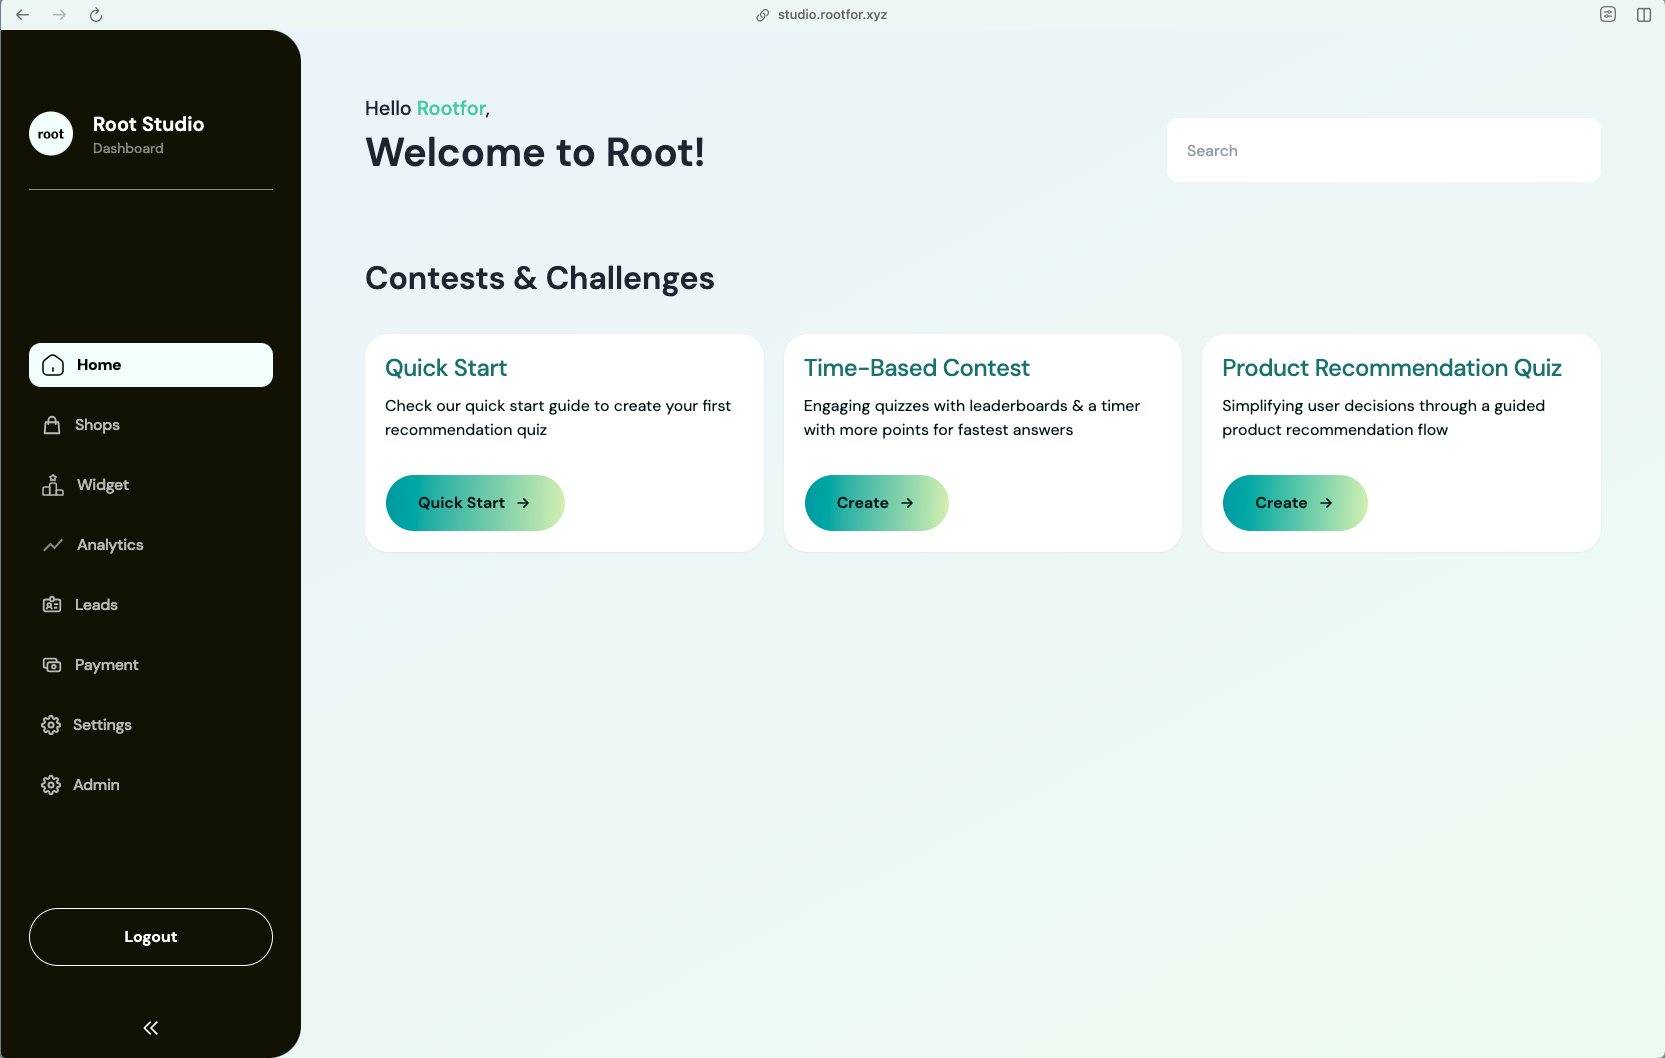 studio.rootfor.xyz
root
Root Studio
Dashboard
Home
Shops
Widget
Analytics
Leads
Payment
Settings
Admin
Logout
Hello Rootfor,
Welcome to Root!
Search
Contests & Challenges
Quick Start
Check our quick start guide to create your first
recommendation quiz
Quick Start →
Time-Based Contest
Engaging quizzes with leaderboards & a timer
with more points for fastest answers
Create →
Product Recommendation Quiz
Simplifying user decisions through a guided
product recommendation flow
Create →